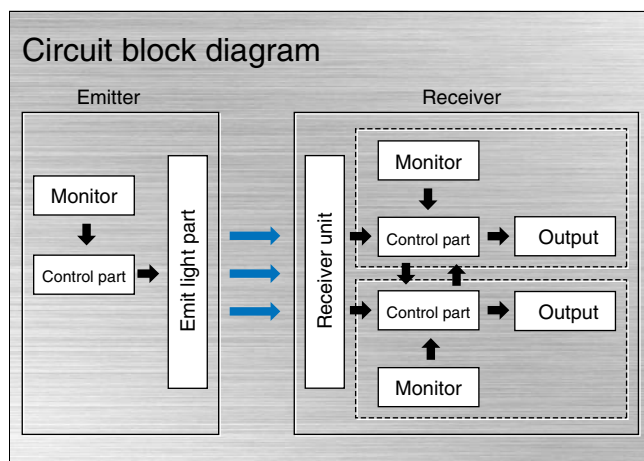 Circuit block diagram
Emitter
Receiver
Monitor
Control part
Emit light part
Receiver unit
Monitor
Control part
Output
Control part
Output
Monitor